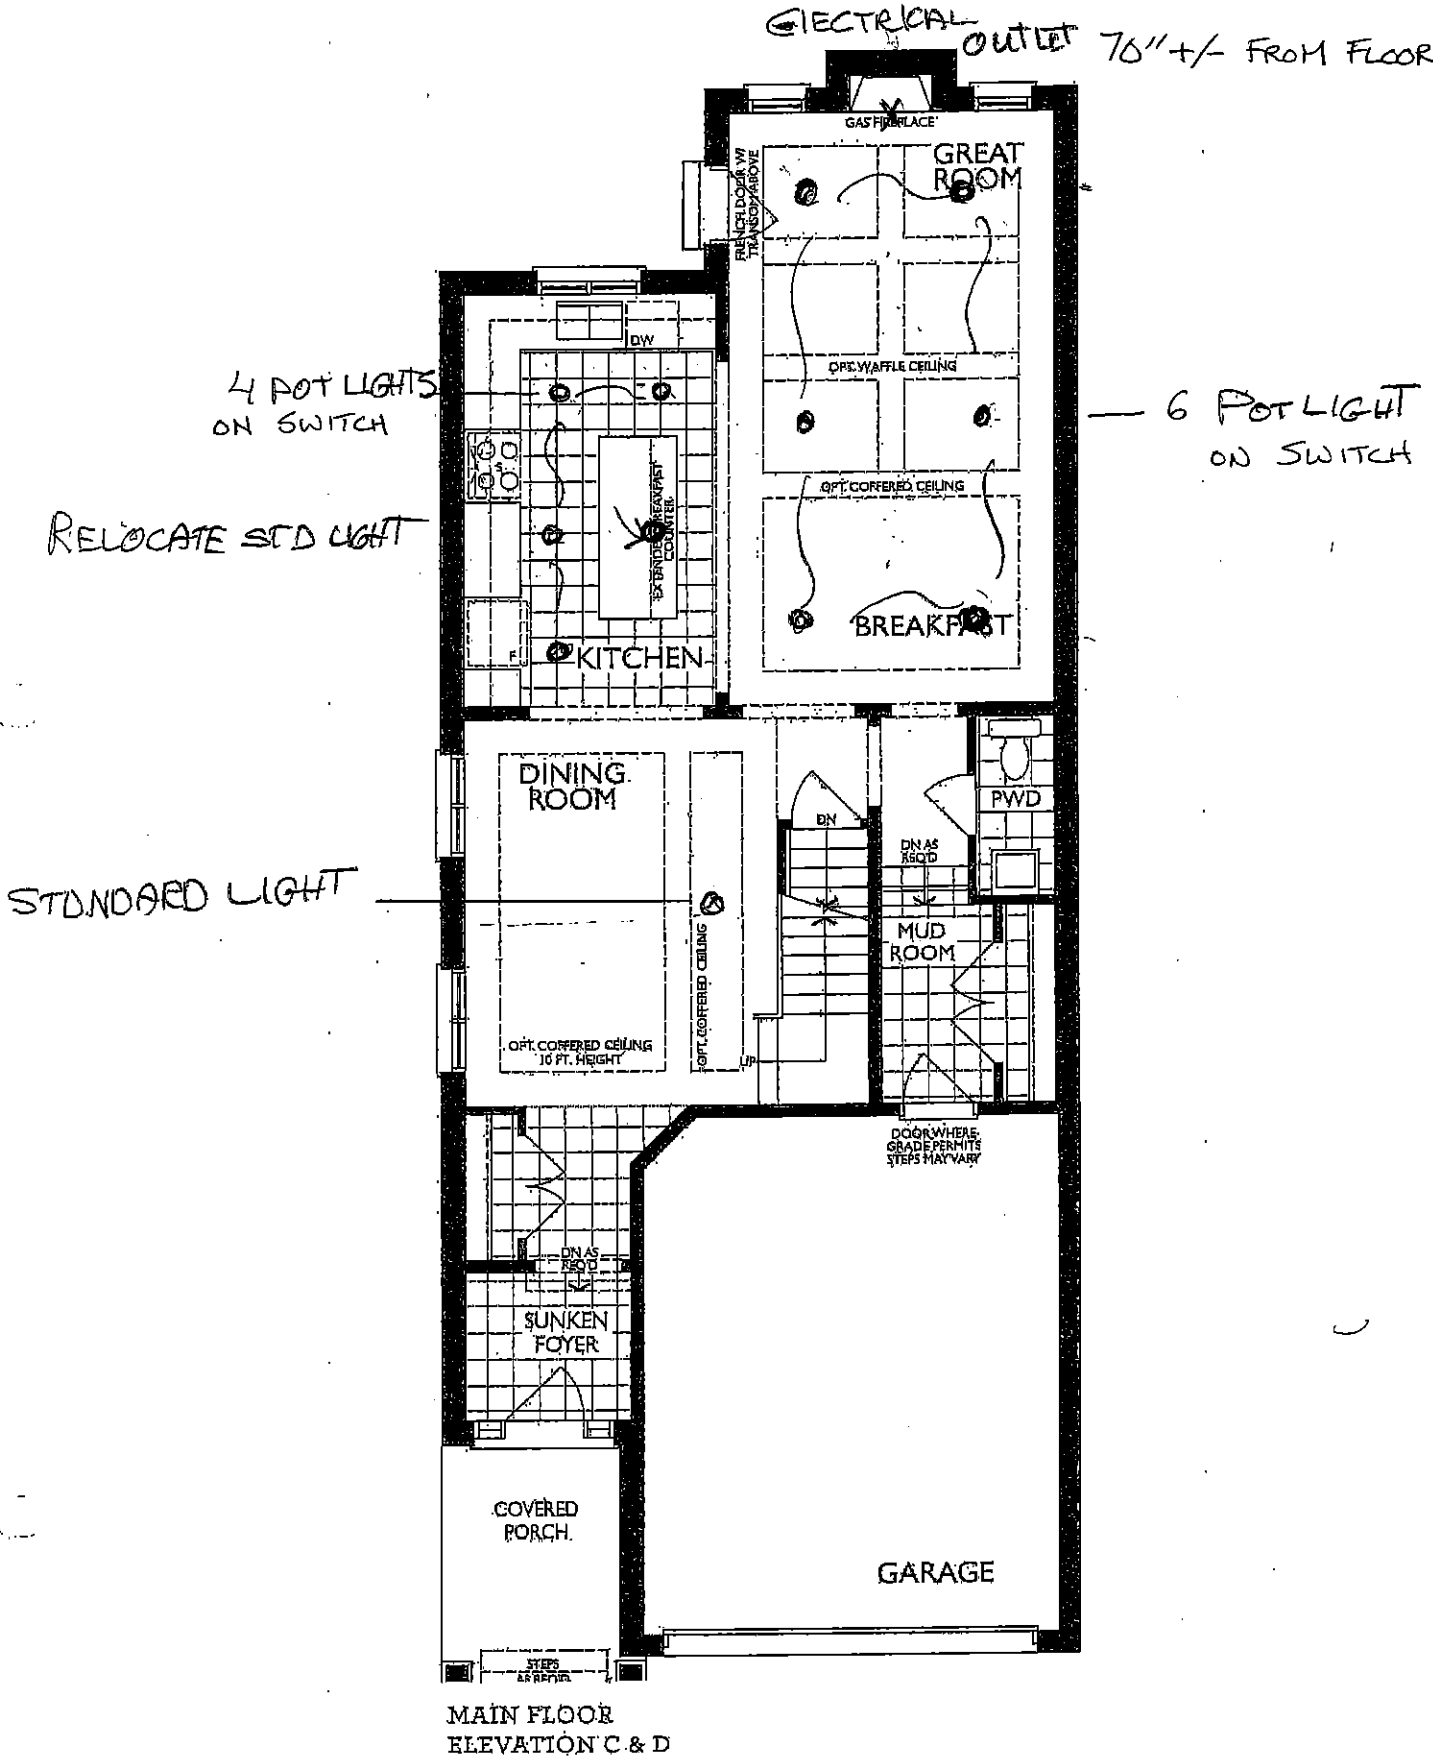 ELECTRICAL
OUTLET 70"+/- FROM FLOOR
GAS FIREPLACE
GREAT
ROOM
FRENCH DOOR W/
TRANSOM ABOVE
DW
OPT. WAFFLE CEILING
4 POT LIGHTS
ON SWITCH
6 POT LIGHT
ON SWITCH
S
OPT. COFFERED CEILING
RELOCATE STD LIGHT
EXTENDED BREAKFAST
COUNTER
BREAKFAST
F
KITCHEN
DINING
ROOM
PWD
DN
DN AS
REQ'D
STDNDARD LIGHT
MUD
ROOM
OPT. COFFERED CEILING
OPT. COFFERED CEILING
10 FT. HEIGHT
UP
DOOR WHERE
GRADE PERMITS
STEPS MAY VARY
DN AS
REQ'D
SUNKEN
FOYER
COVERED
PORCH
GARAGE
STEPS
AS REQ'D
MAIN FLOOR
ELEVATION C & D